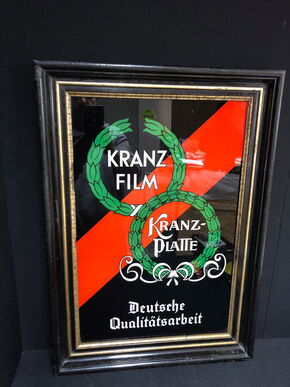 KRANZ
FILM
KRANZ-
PLATTE
Deutsche
Qualitätsarbeit